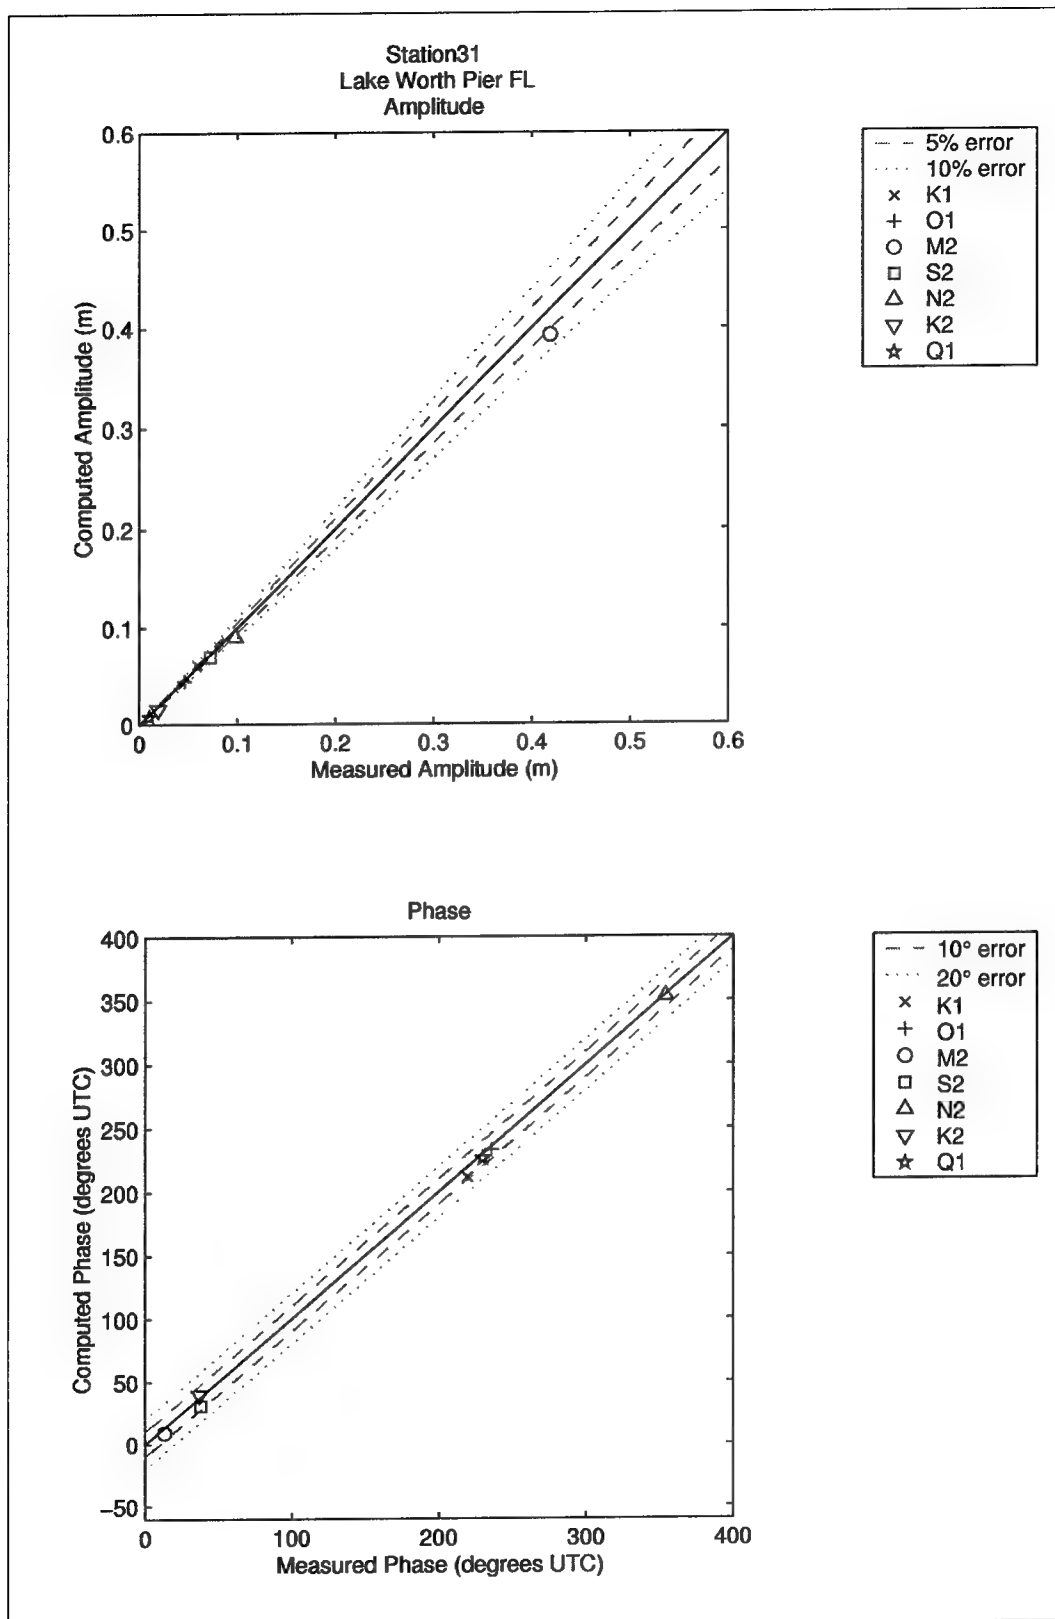 Station31
Lake Worth Pier FL
Amplitude
0.6
0.5
0.4
0.3
0.2
0.1
0
Computed Amplitude (m)
0 0.1 0.2 0.3 0.4 0.5 0.6
Measured Amplitude (m)
5% error
10% error
K1
O1
M2
S2
N2
K2
Q1
Phase
400
350
300
250
200
150
100
50
0
−50
Computed Phase (degrees UTC)
0 100 200 300 400
Measured Phase (degrees UTC)
10° error
20° error
K1
O1
M2
S2
N2
K2
Q1